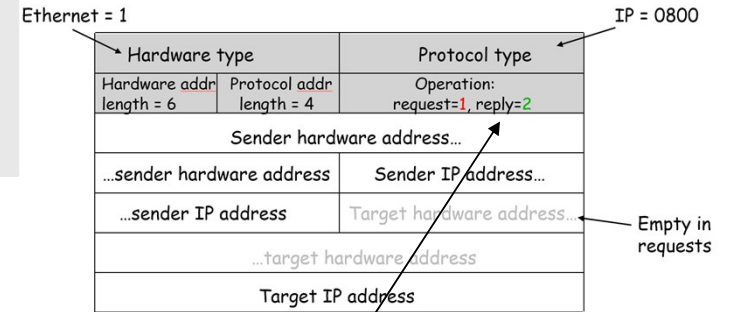 Ethernet = 1
IP = 0800
Hardware type
Protocol type
Hardware addr
length = 6
Protocol addr
length = 4
Operation:
request=1, reply=2
Sender hardware address...
...sender hardware address
Sender IP address...
...sender IP address
Target hardware address...
Empty in
requests
...target hardware address
Target IP address